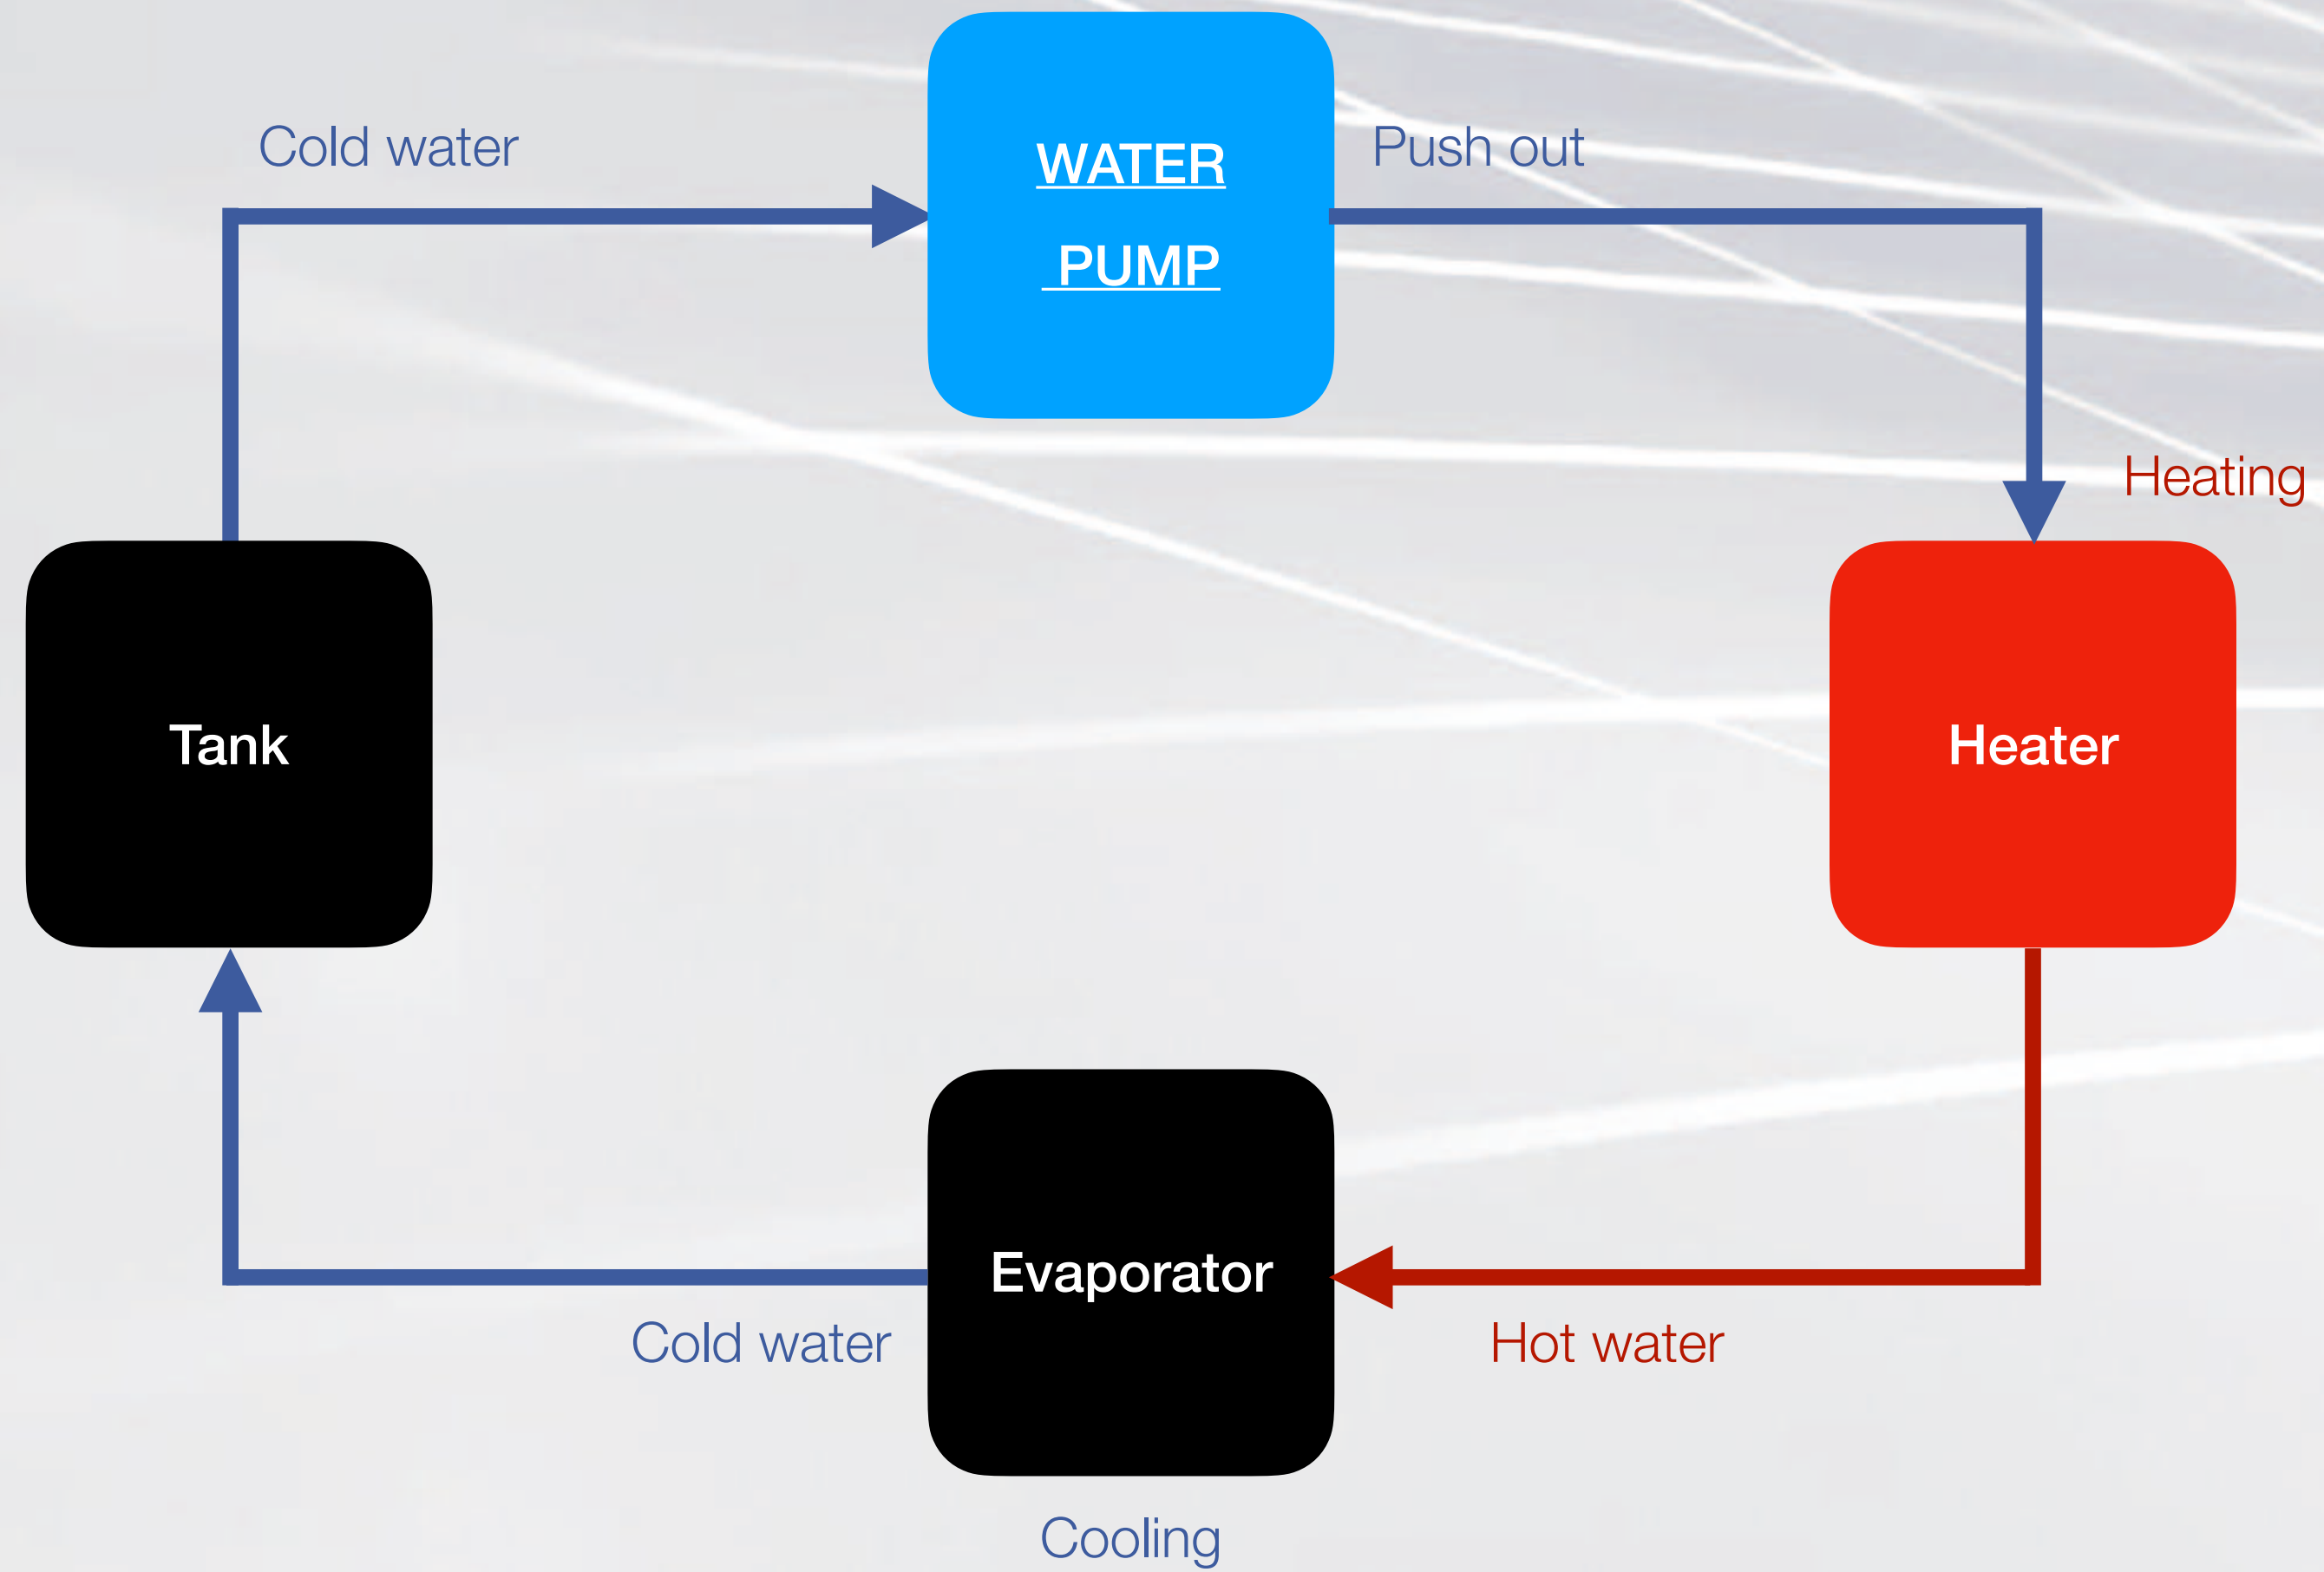 Cold water
WATER
PUMP
Push out
Heating
Tank
Heater
Evaporator
Cold water
Hot water
Cooling